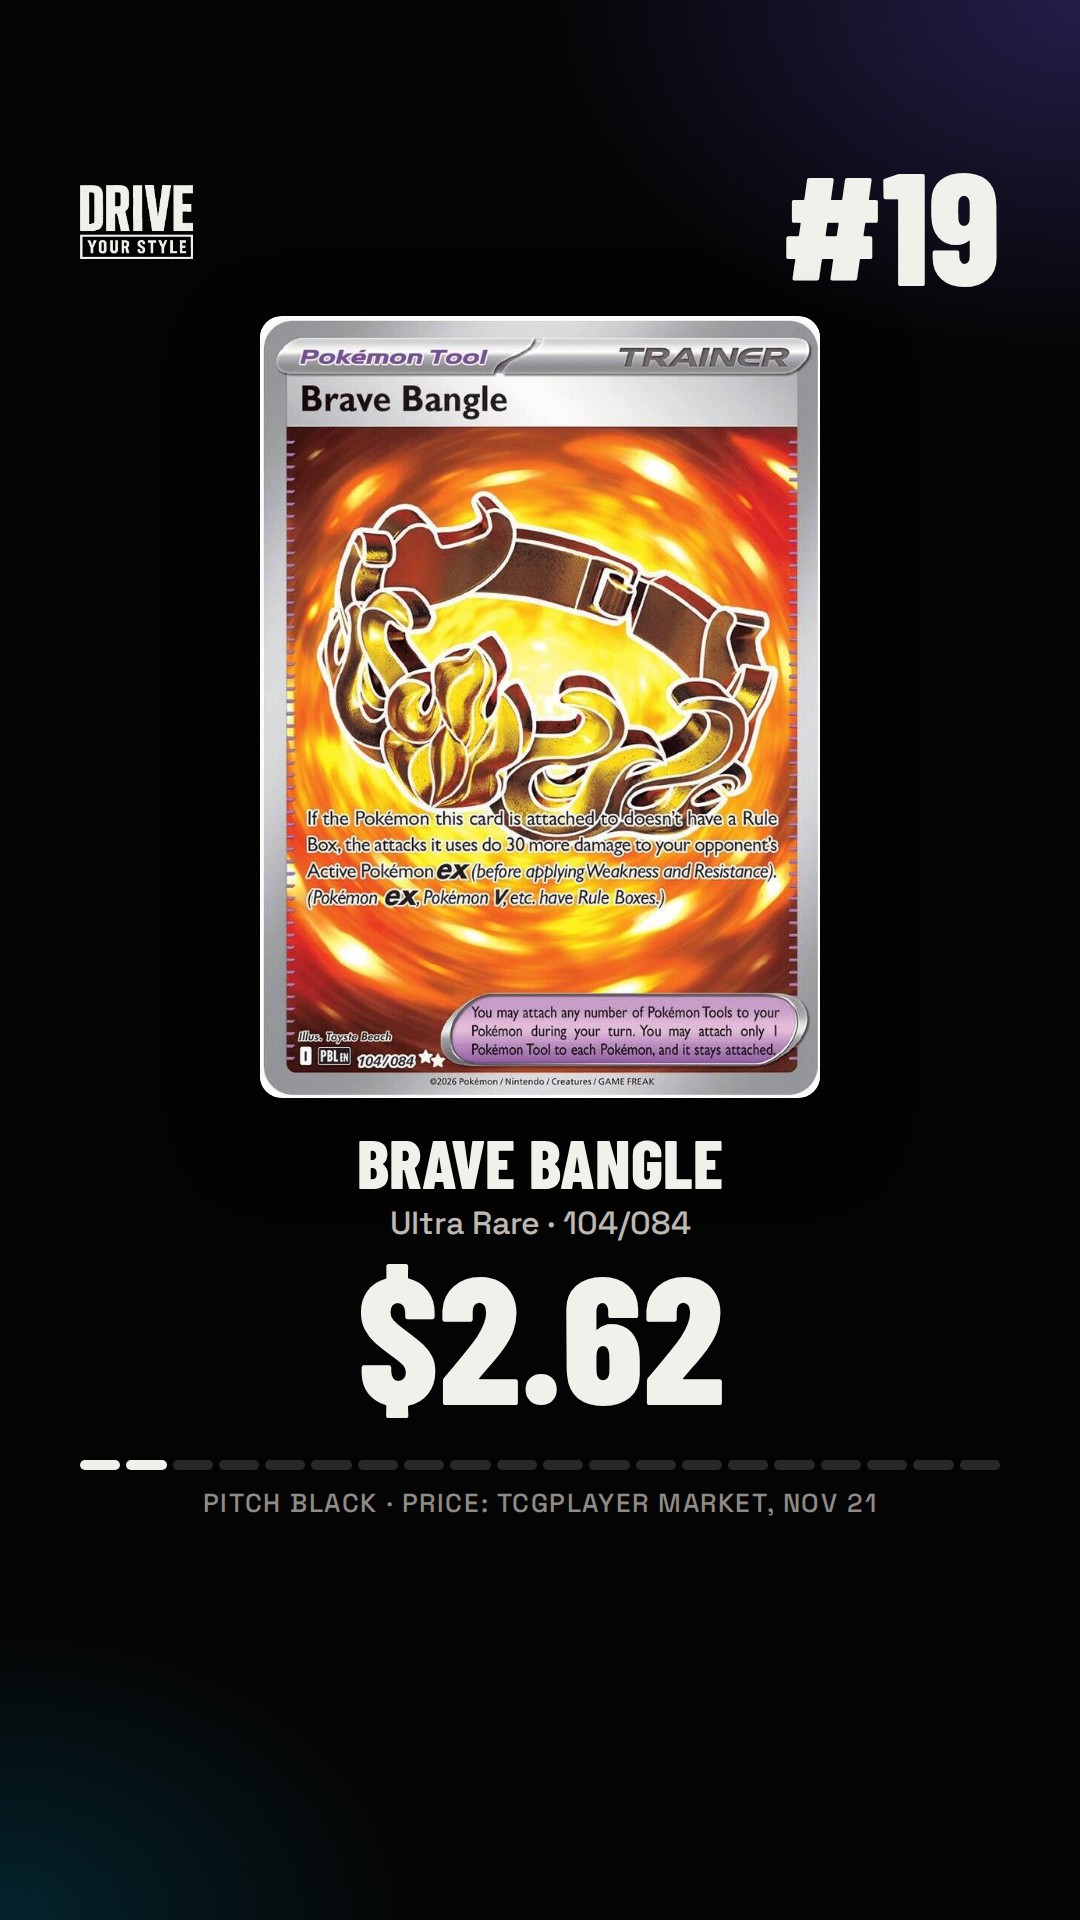 DRIVE
YOUR STYLE
#19
Pokémon Tool
TRAINER
Brave Bangle
If the Pokémon this card is attached to doesn't have a Rule
Box, the attacks it uses do 30 more damage to your opponent's
Active Pokémon ex (before applying Weakness and Resistance).
(Pokémon ex, Pokémon V, etc. have Rule Boxes.)
You may attach any number of Pokémon Tools to your
Pokémon during your turn. You may attach only 1
Pokémon Tool to each Pokémon, and it stays attached.
Illus. Toyste Beach
I PBL EN 104/084
©2026 Pokémon / Nintendo / Creatures / GAME FREAK
BRAVE BANGLE
Ultra Rare · 104/084
$2.62
PITCH BLACK · PRICE: TCGPLAYER MARKET, NOV 21